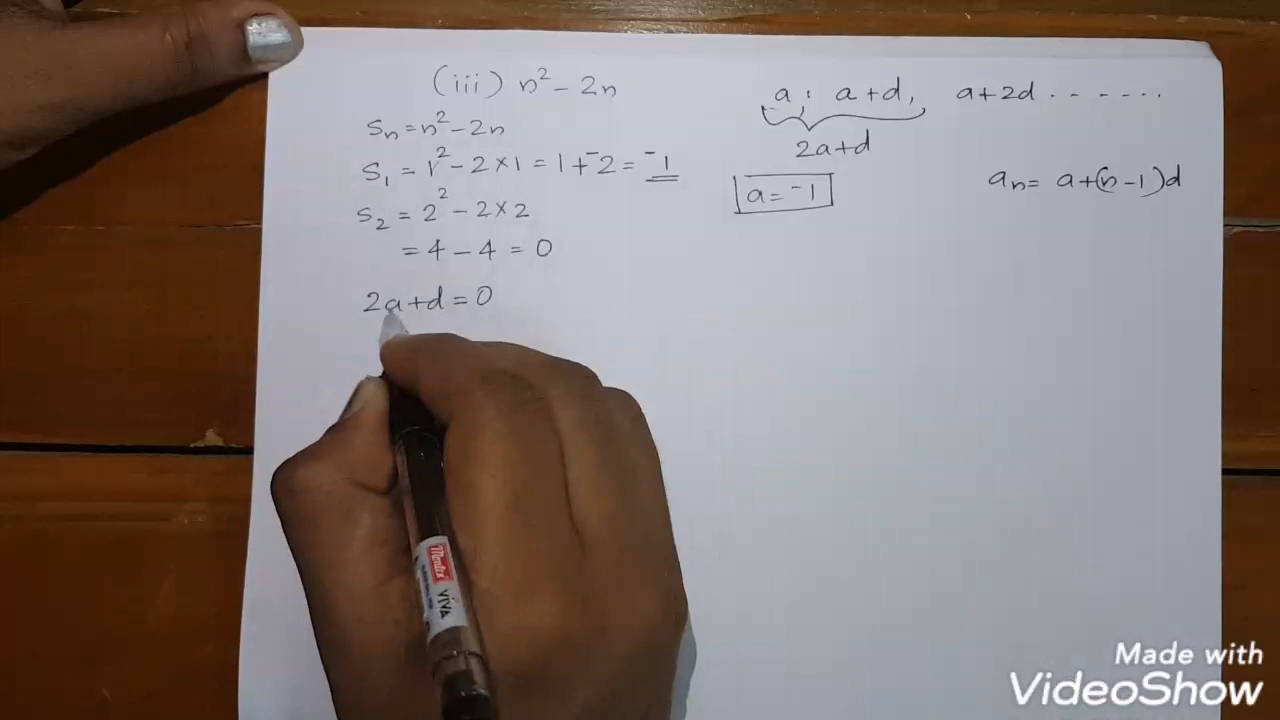 (iii) n² - 2n
Sₙ = n² - 2n
S₁ = 1² - 2×1 = 1 + ⁻2 = ⁻1
S₂ = 2² - 2×2
= 4 - 4 = 0
2a+d = 0
a, a+d, a+2d ......
2a+d
a = ⁻1
aₙ = a+(n-1)d
Montex
VIVA
Made with
VideoShow